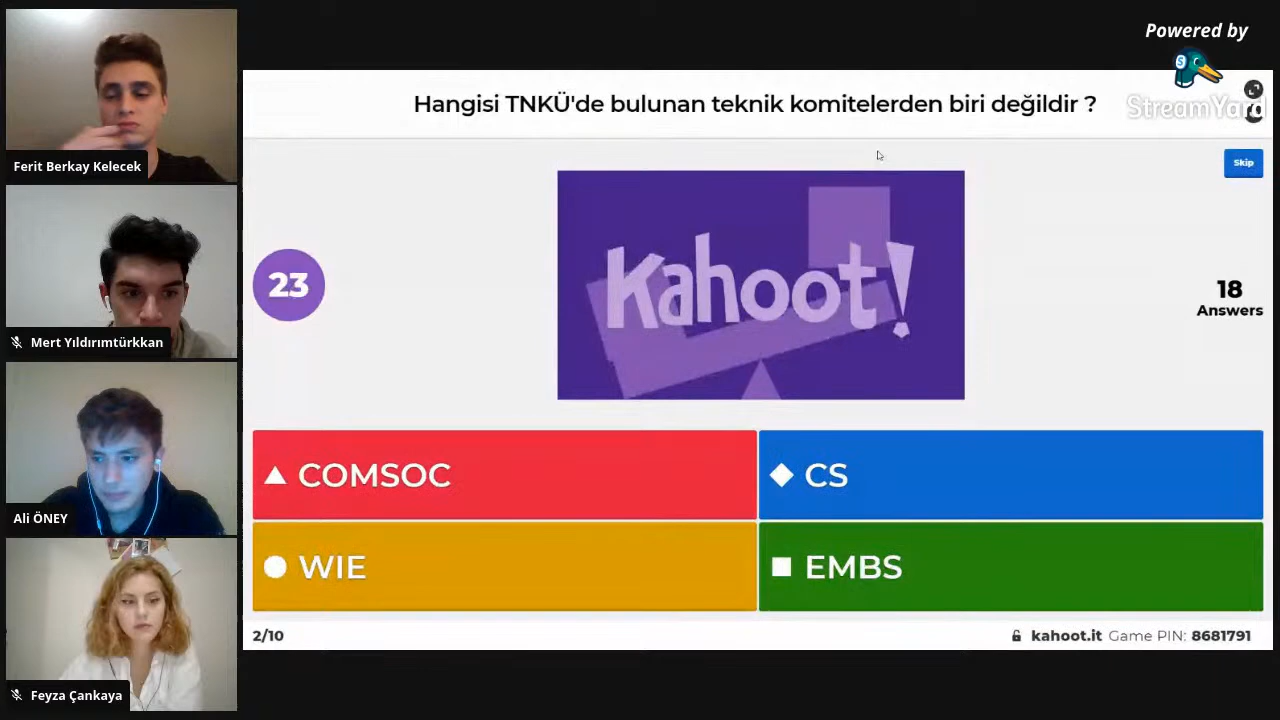 Powered by
StreamYard
Hangisi TNKÜ'de bulunan teknik komitelerden biri değildir ?
Skip
23
Kahoot!
18
Answers
COMSOC
CS
WIE
EMBS
2/10
kahoot.it Game PIN: 8681791
Ferit Berkay Kelecek
Mert Yıldırımtürkkan
Ali ÖNEY
Feyza Çankaya